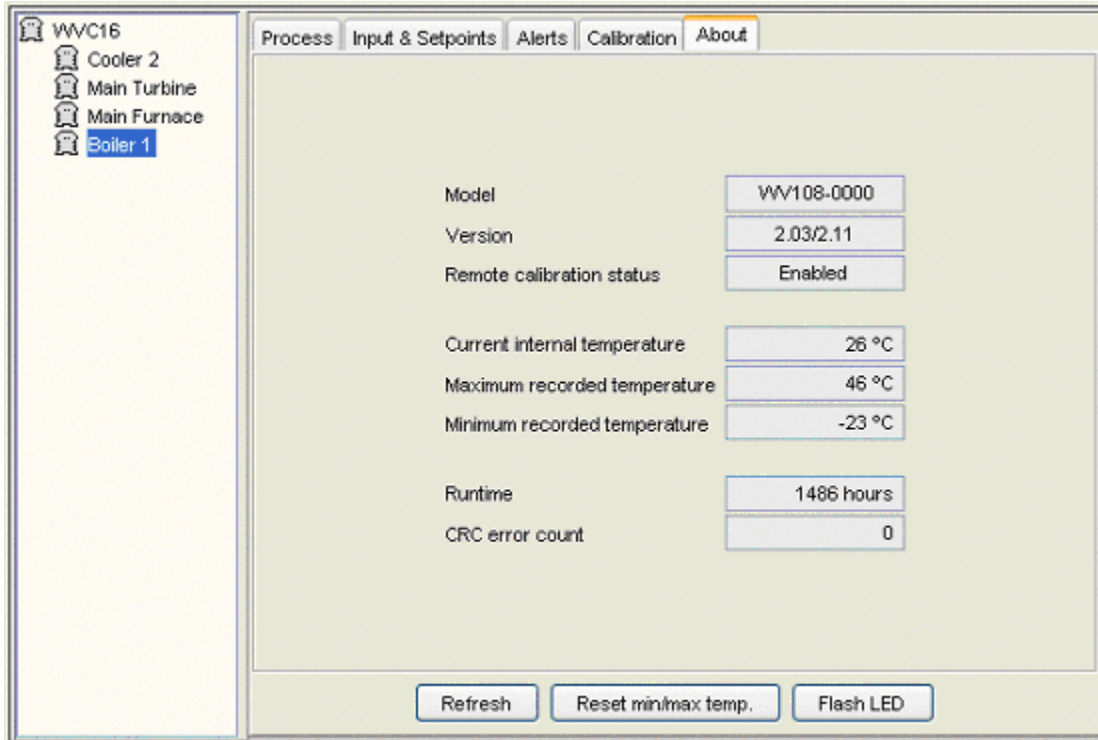 WVC16
Cooler 2
Main Turbine
Main Furnace
Boiler 1
Process Input & Setpoints Alerts Calibration About
Model WV108-0000
Version 2.03/2.11
Remote calibration status Enabled
Current internal temperature 26 °C
Maximum recorded temperature 46 °C
Minimum recorded temperature -23 °C
Runtime 1486 hours
CRC error count 0
Refresh Reset min/max temp. Flash LED